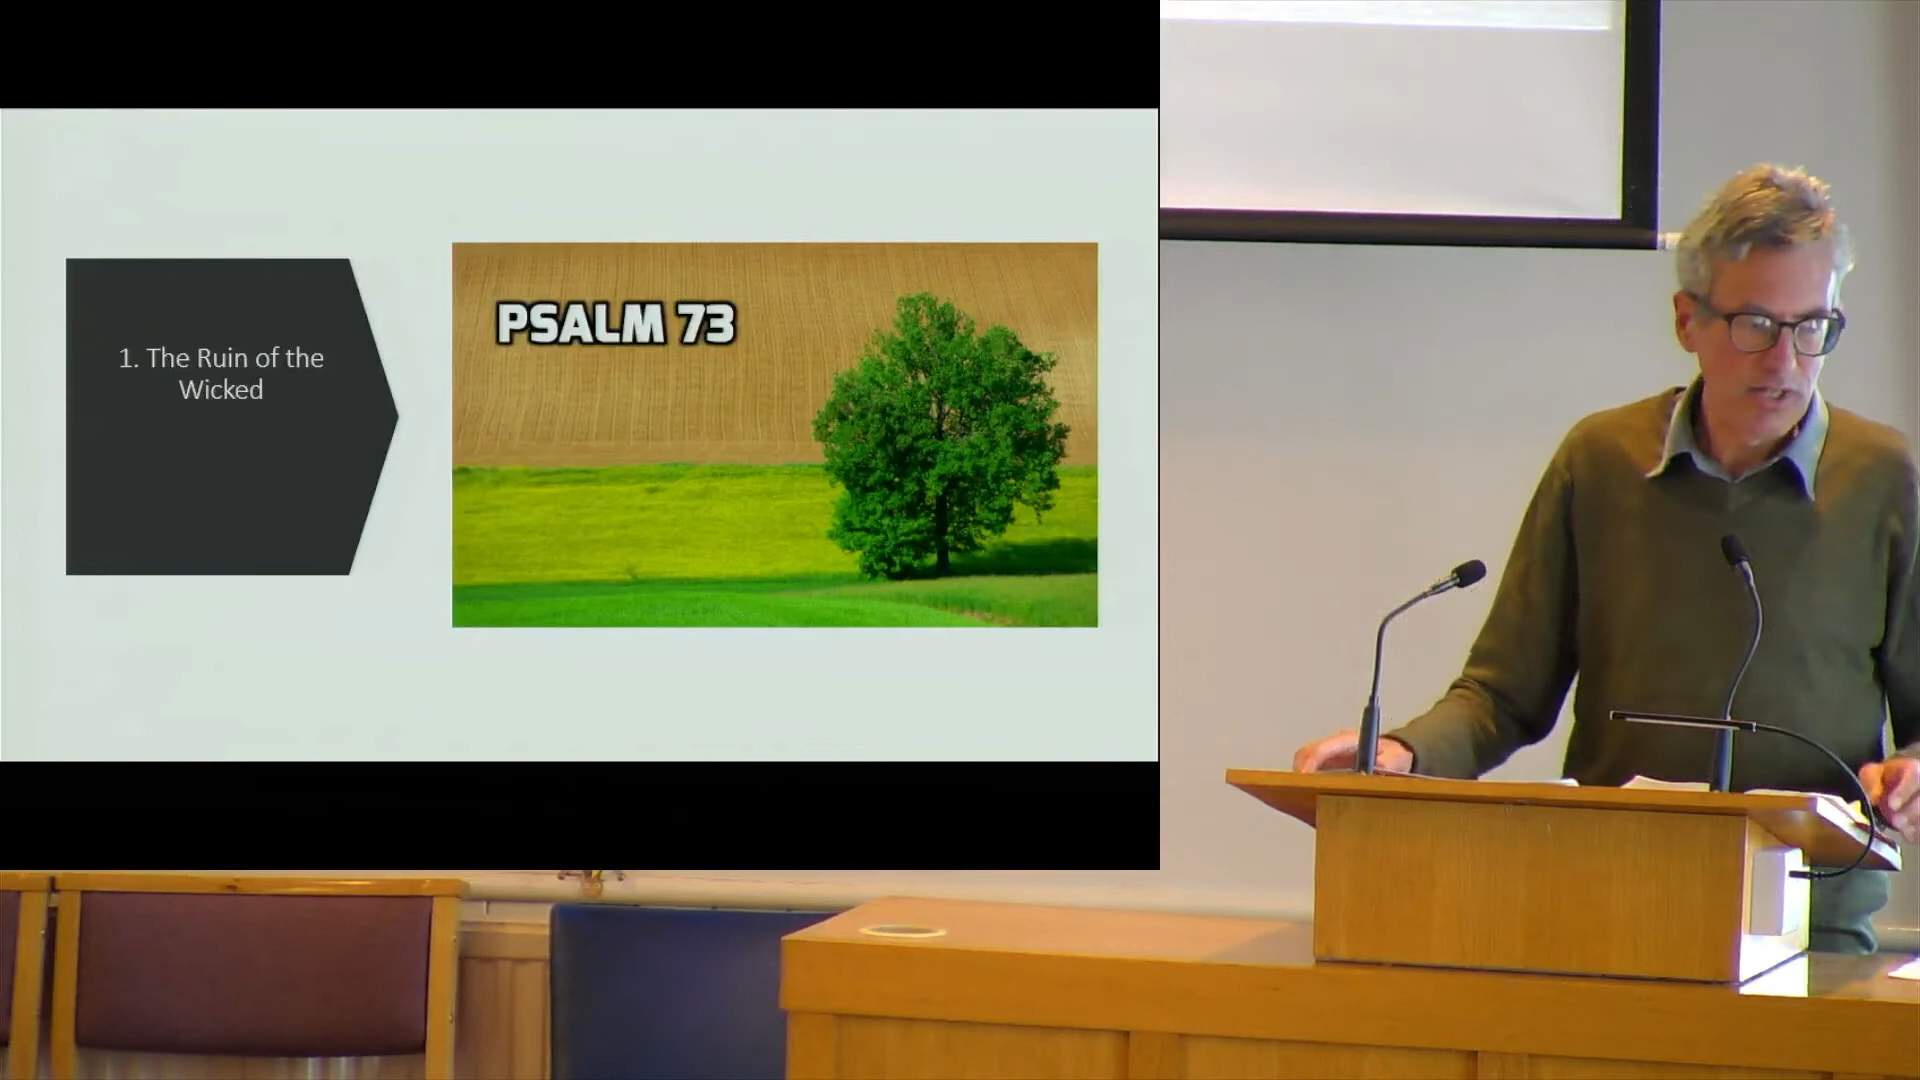 1. The Ruin of the
Wicked
PSALM 73